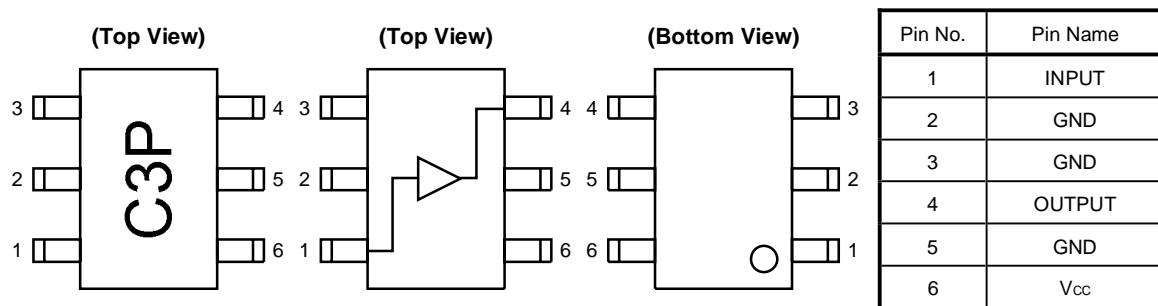 (Top View)
3 4
2 5
1 6
C3P
(Top View)
3 4
2 5
1 6
(Bottom View)
4 3
5 2
6 1
Pin No. Pin Name
1 INPUT
2 GND
3 GND
4 OUTPUT
5 GND
6 Vcc